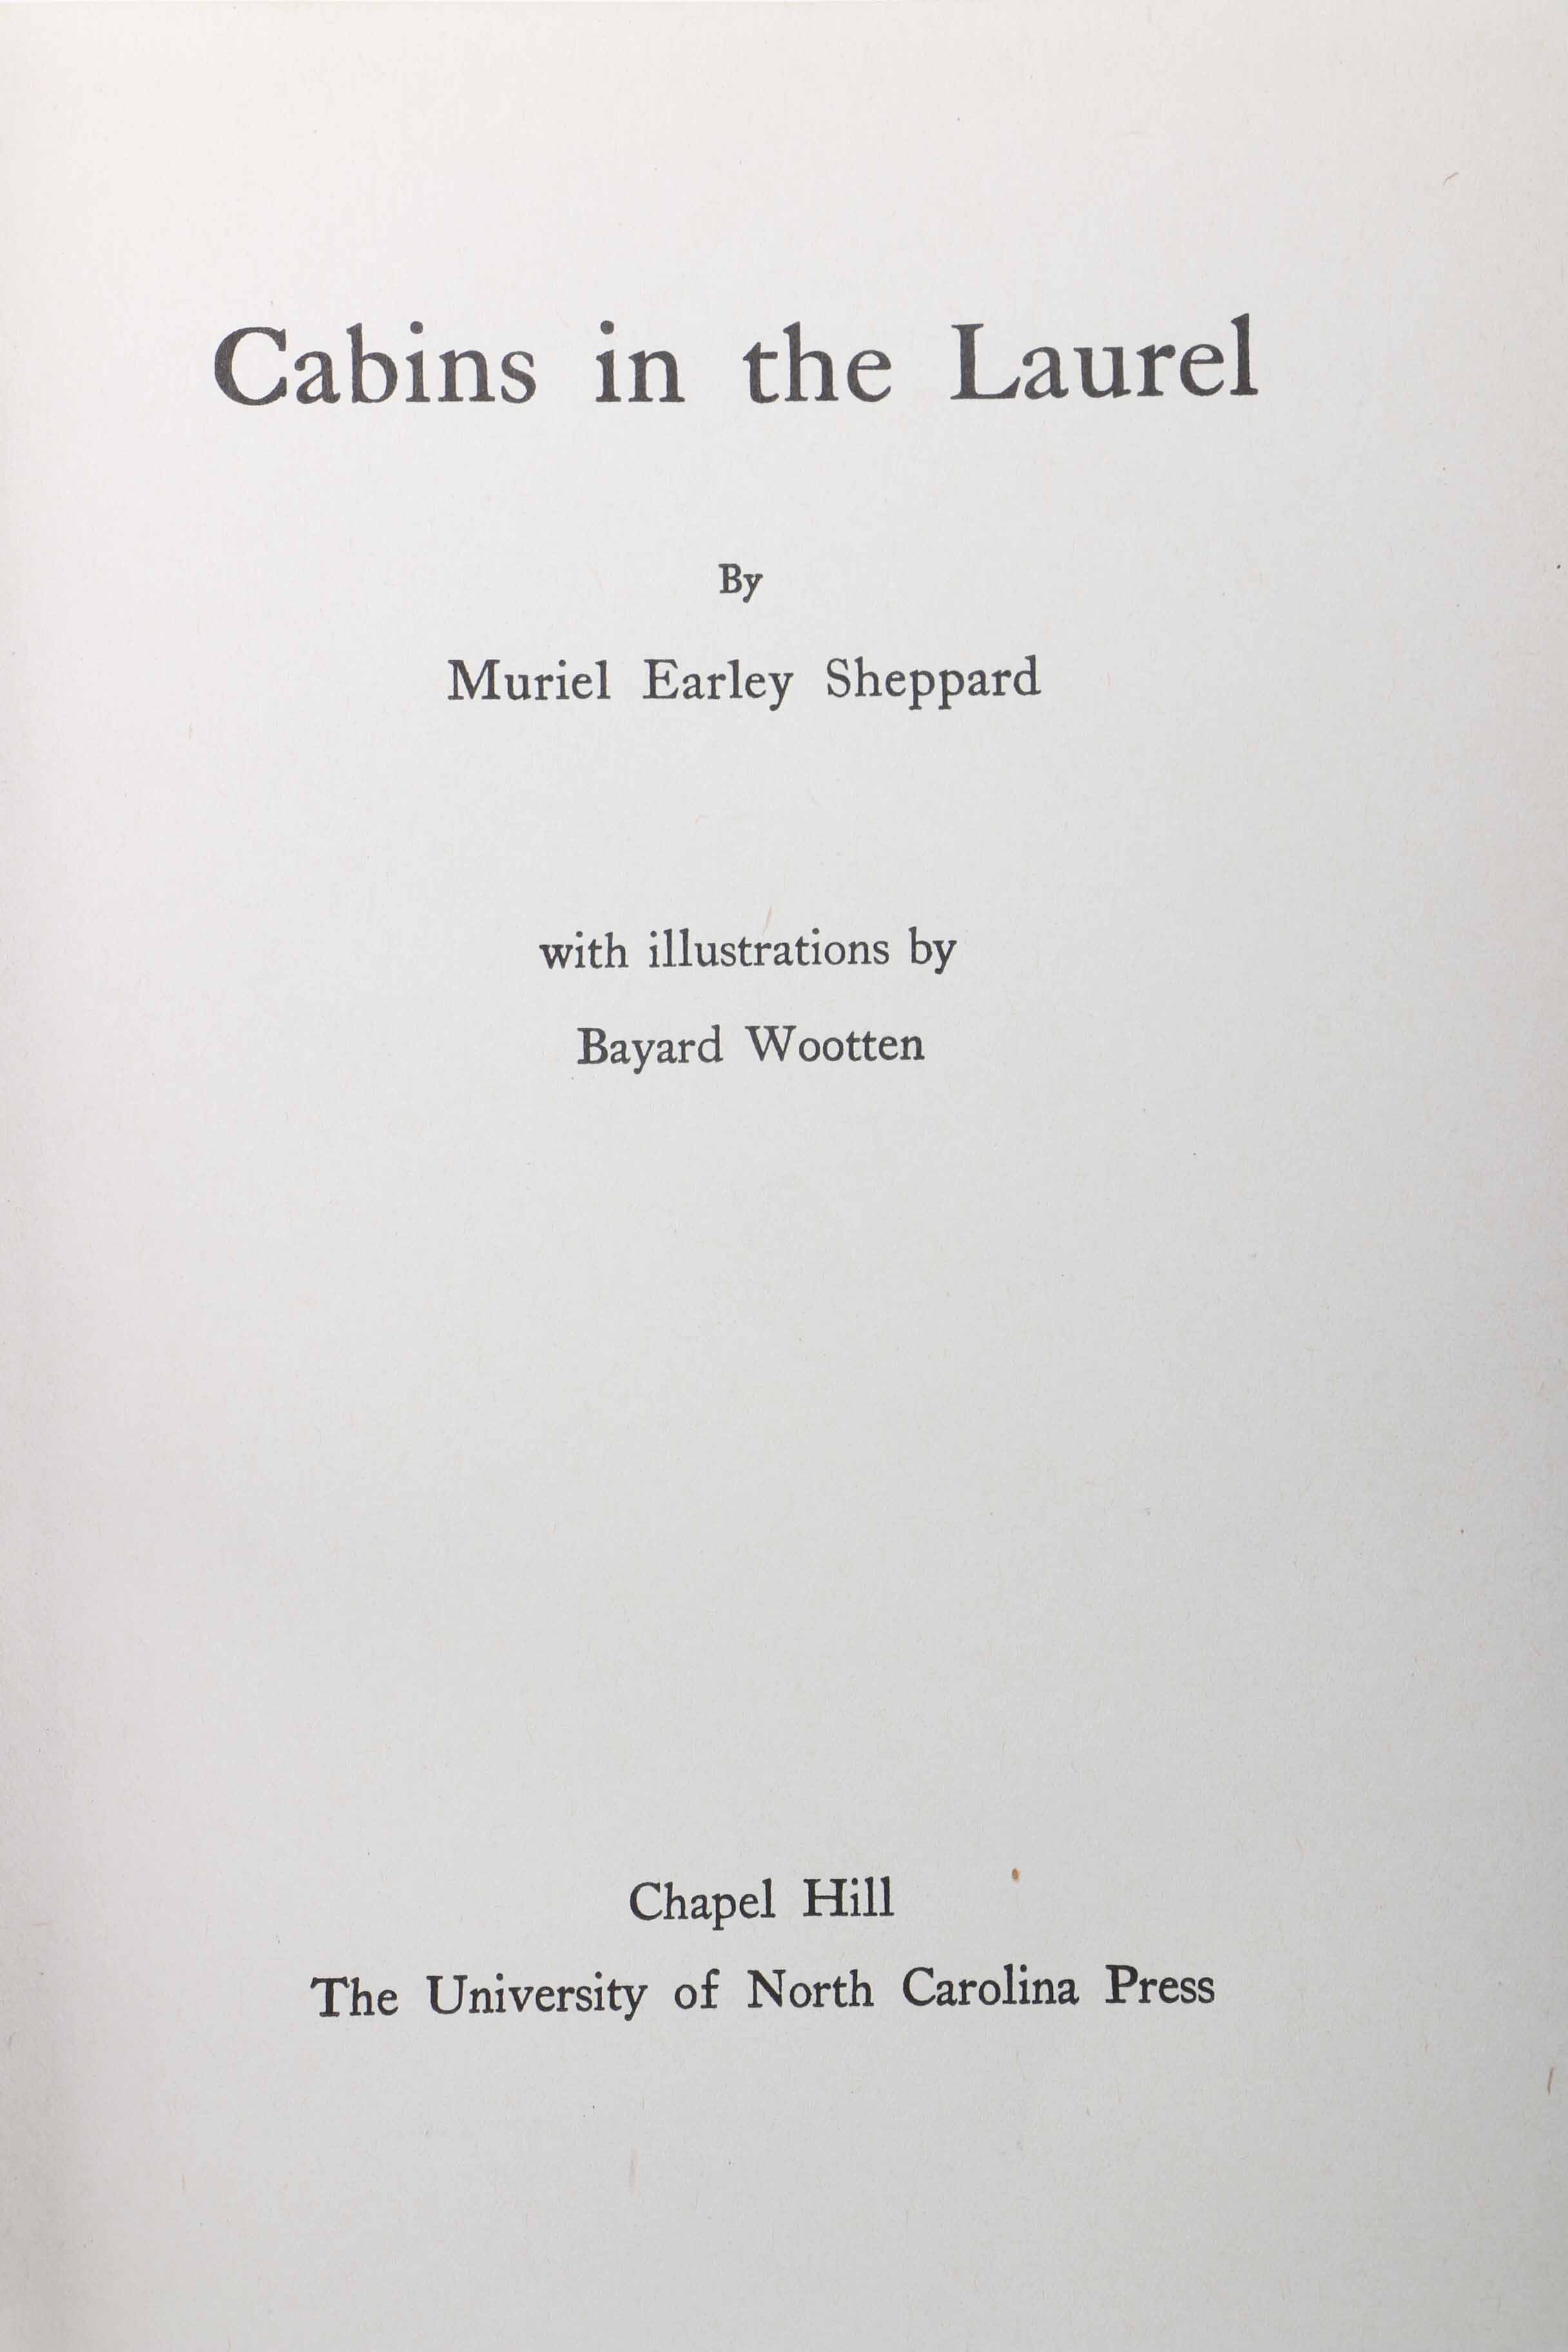 Cabins in the Laurel
By
Muriel Earley Sheppard
with illustrations by
Bayard Wootten
Chapel Hill
The University of North Carolina Press